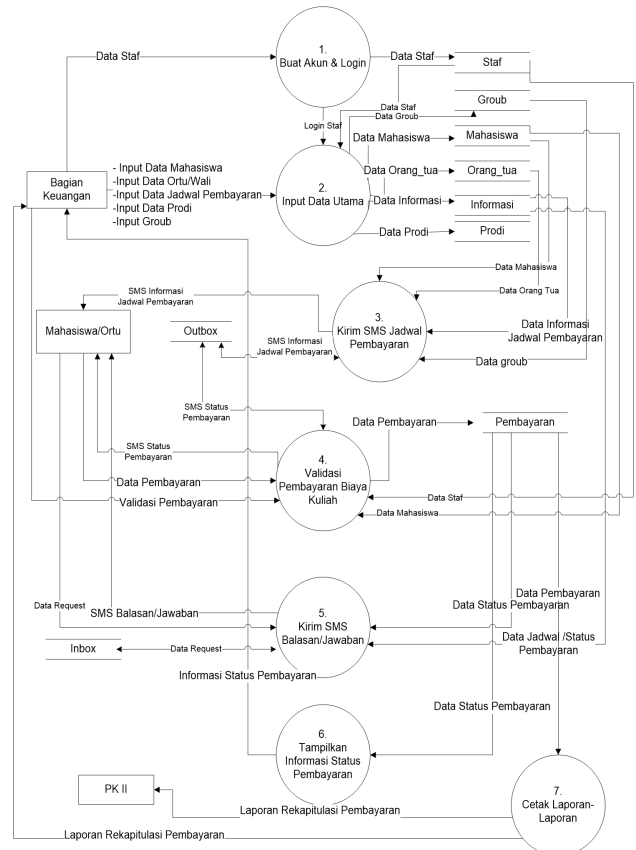 1.
Buat Akun & Login
Data Staf
Data Staf
Staf
Groub
Data Staf
Data Groub
Login Staf
Data Mahasiswa
Mahasiswa
- Input Data Mahasiswa
-Input Data Ortu/Wali
-Input Data Jadwal Pembayaran
-Input Data Prodi
-Input Groub
Bagian
Keuangan
2.
Input Data Utama
Data Orang_tua
Orang_tua
Data Informasi
Informasi
Data Prodi
Prodi
Data Mahasiswa
Data Orang Tua
SMS Informasi
Jadwal Pembayaran
3.
Kirim SMS Jadwal
Pembayaran
Mahasiswa/Ortu
Outbox
SMS Informasi
Jadwal Pembayaran
Data Informasi
Jadwal Pembayaran
Data groub
SMS Status
Pembayaran
Data Pembayaran
Pembayaran
SMS Status
Pembayaran
4.
Validasi
Pembayaran Biaya
Kuliah
Data Pembayaran
Validasi Pembayaran
Data Staf
Data Mahasiswa
Data Request
SMS Balasan/Jawaban
5.
Kirim SMS
Balasan/Jawaban
Data Pembayaran
Data Status Pembayaran
Data Jadwal /Status
Pembayaran
Inbox
Data Request
Informasi Status Pembayaran
Data Status Pembayaran
6.
Tampilkan
Informasi Status
Pembayaran
PK II
Laporan Rekapitulasi Pembayaran
7.
Cetak Laporan-
Laporan
Laporan Rekapitulasi Pembayaran